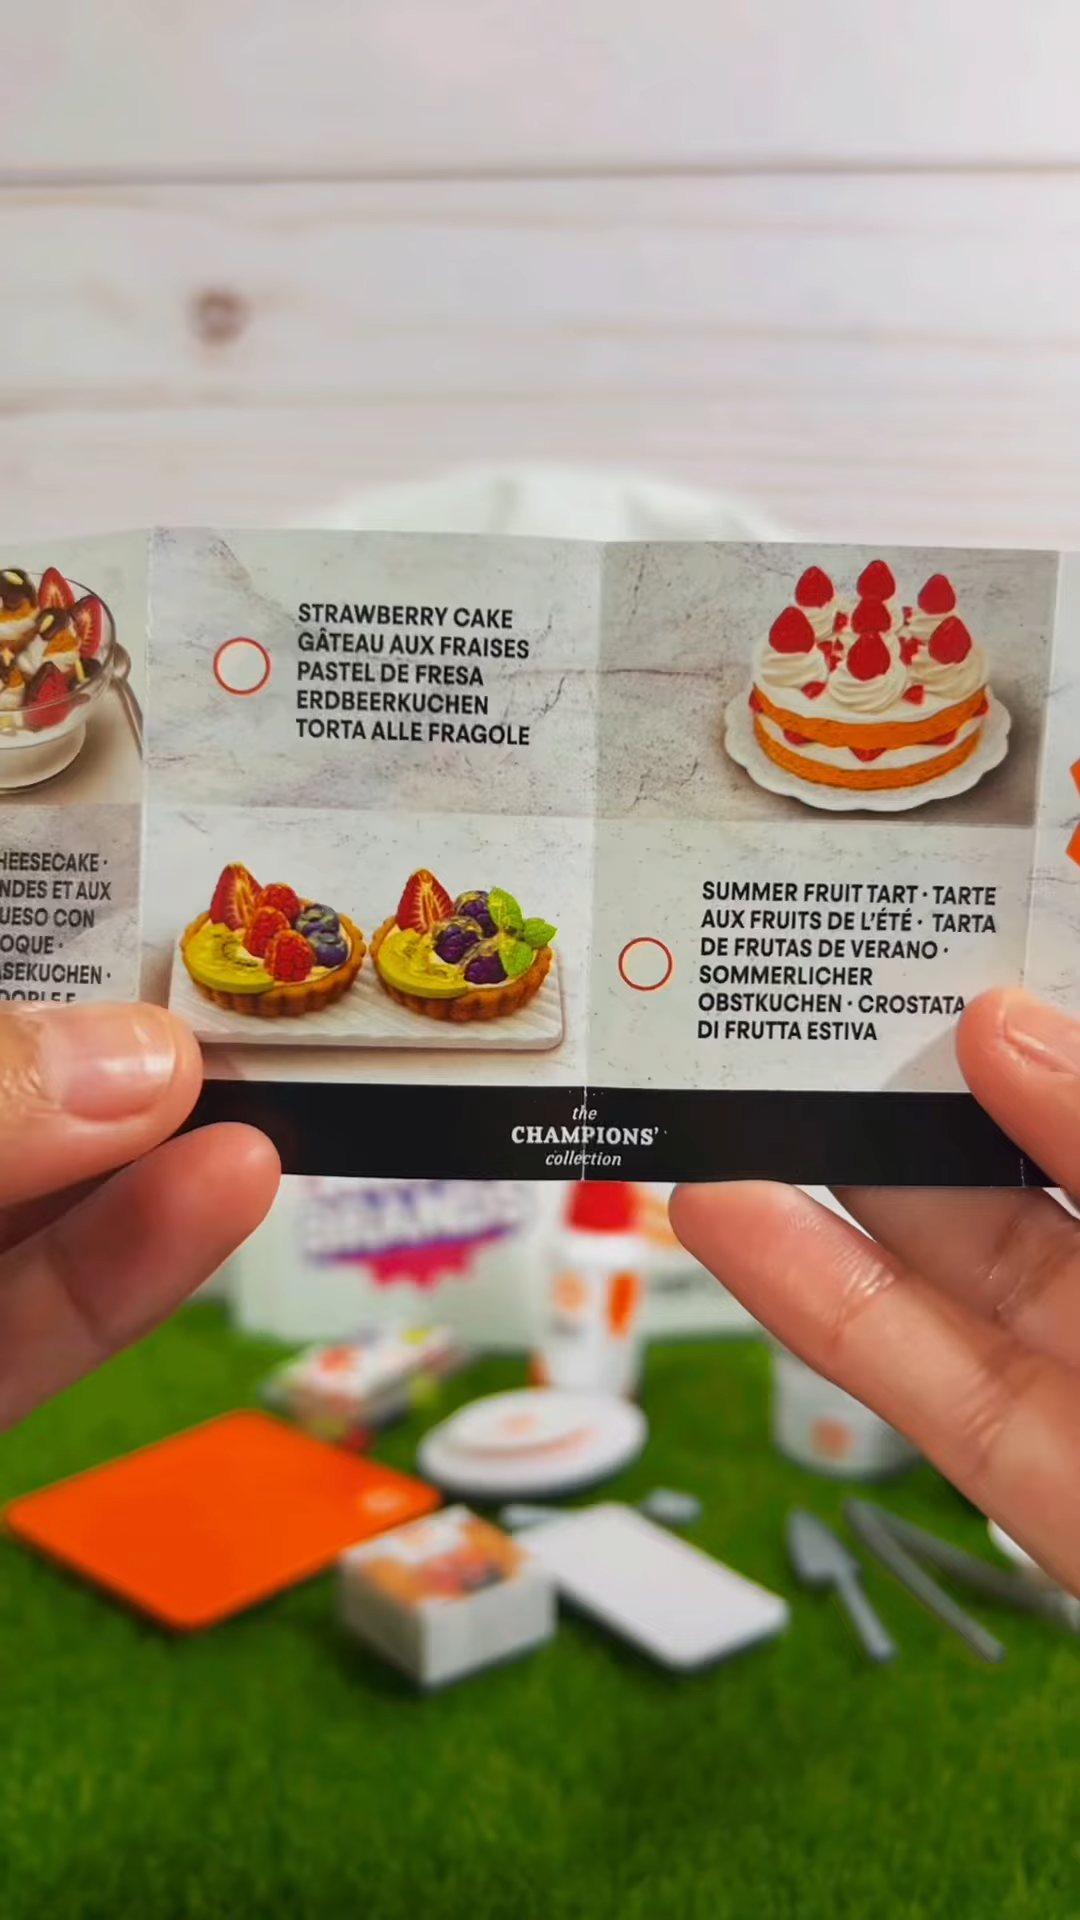 STRAWBERRY CAKE
GÂTEAU AUX FRAISES
PASTEL DE FRESA
ERDBEERKUCHEN
TORTA ALLE FRAGOLE
HEESECAKE ·
NDES ET AUX
UESO CON
OQUE ·
SEKUCHEN ·
SUMMER FRUIT TART · TARTE
AUX FRUITS DE L'ÉTÉ · TARTA
DE FRUTAS DE VERANO ·
SOMMERLICHER
OBSTKUCHEN · CROSTATA
DI FRUTTA ESTIVA
the
CHAMPIONS'
collection
BRANDS